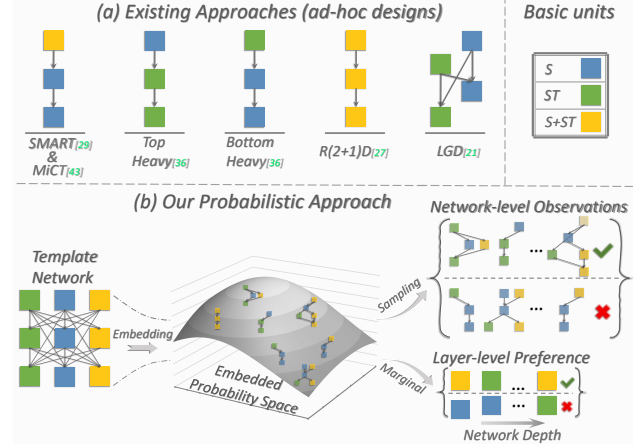 (a) Existing Approaches (ad-hoc designs)
Basic units
S
ST
S+ST
SMART[29]
&
MiCT[43]
Top
Heavy[36]
Bottom
Heavy[36]
R(2+1)D[27]
LGD[21]
(b) Our Probabilistic Approach
Network-level Observations
Template
Network
Embedding
Embedded
Probability Space
Sampling
Marginal
...
...
Layer-level Preference
...
...
Network Depth